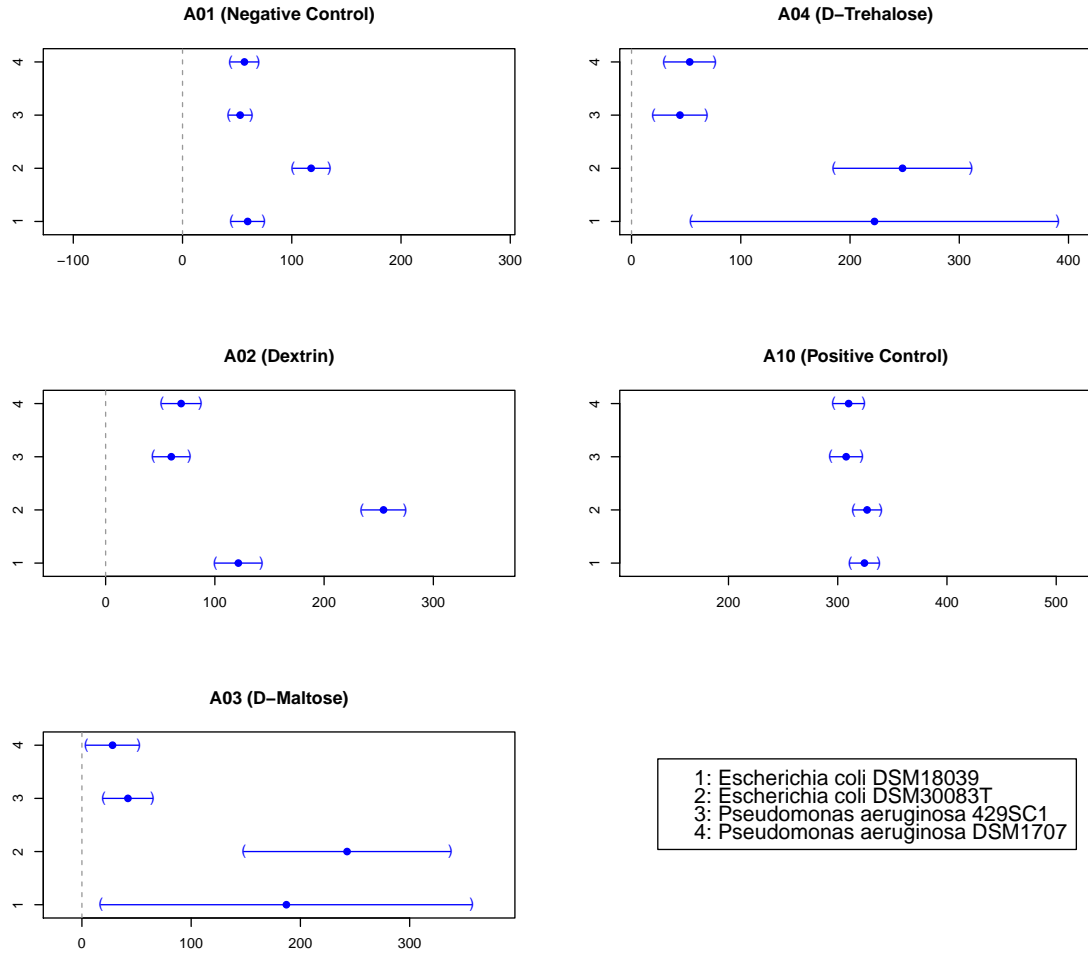 A01 (Negative Control)
4
3
2
1
−100 0 100 200 300
A04 (D−Trehalose)
4
3
2
1
0 100 200 300 400
A02 (Dextrin)
4
3
2
1
0 100 200 300
A10 (Positive Control)
4
3
2
1
200 300 400 500
A03 (D−Maltose)
4
3
2
1
0 100 200 300
1: Escherichia coli DSM18039
2: Escherichia coli DSM30083T
3: Pseudomonas aeruginosa 429SC1
4: Pseudomonas aeruginosa DSM1707